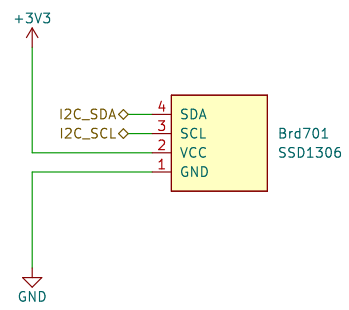 +3V3
I2C_SDA 4 SDA
I2C_SCL 3 SCL Brd701
2 VCC SSD1306
1 GND
GND